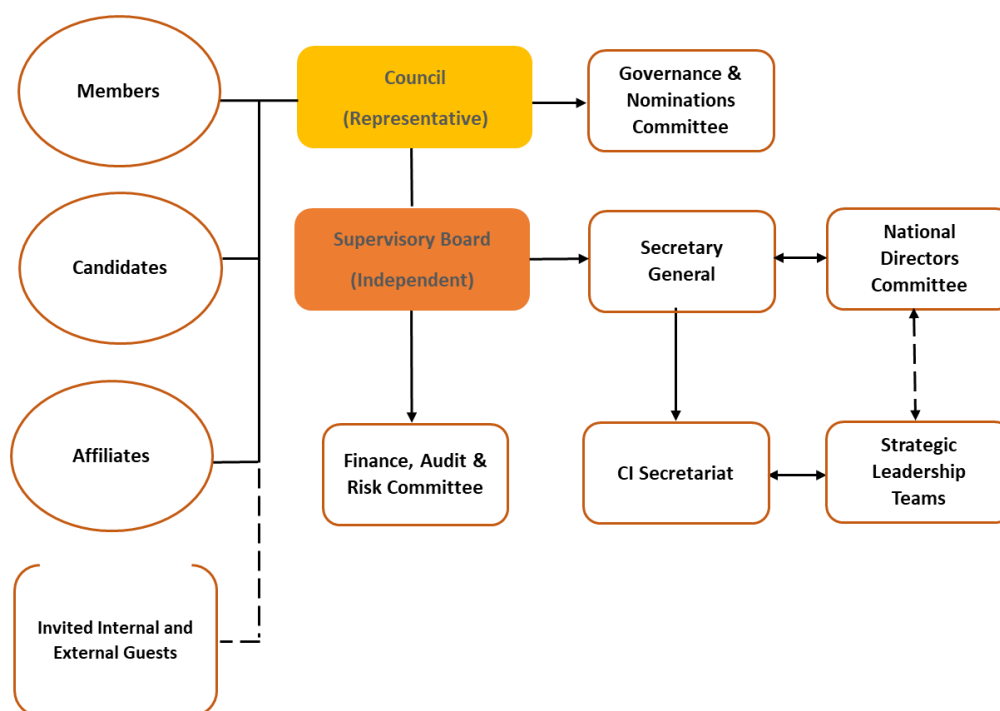 Members
Council
(Representative)
Governance &
Nominations
Committee
Candidates
Supervisory Board
(Independent)
Secretary
General
National
Directors
Committee
Affiliates
Finance, Audit &
Risk Committee
CI Secretariat
Strategic
Leadership
Teams
Invited Internal and
External Guests